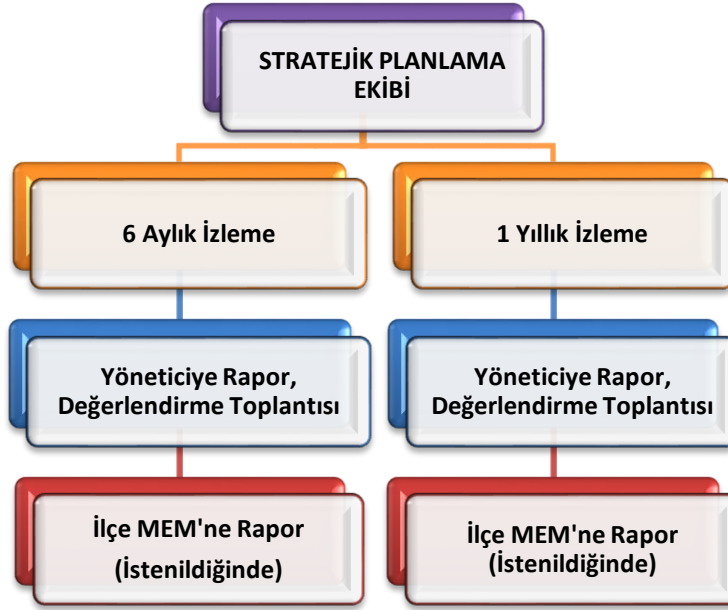 STRATEJİK PLANLAMA
EKİBİ
6 Aylık İzleme
1 Yıllık İzleme
Yöneticiye Rapor,
Değerlendirme Toplantısı
Yöneticiye Rapor,
Değerlendirme Toplantısı
İlçe MEM'ne Rapor
(İstenildiğinde)
İlçe MEM'ne Rapor
(İstenildiğinde)